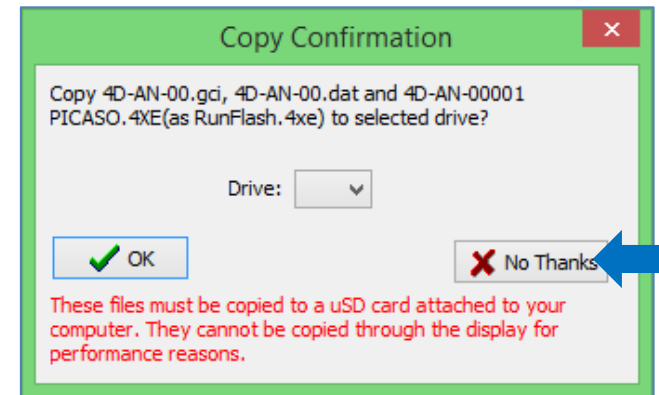 Copy Confirmation
Copy 4D-AN-00.gci, 4D-AN-00.dat and 4D-AN-00001
PICASO.4XE(as RunFlash.4xe) to selected drive?
Drive:
OK
No Thanks
These files must be copied to a uSD card attached to your
computer. They cannot be copied through the display for
performance reasons.